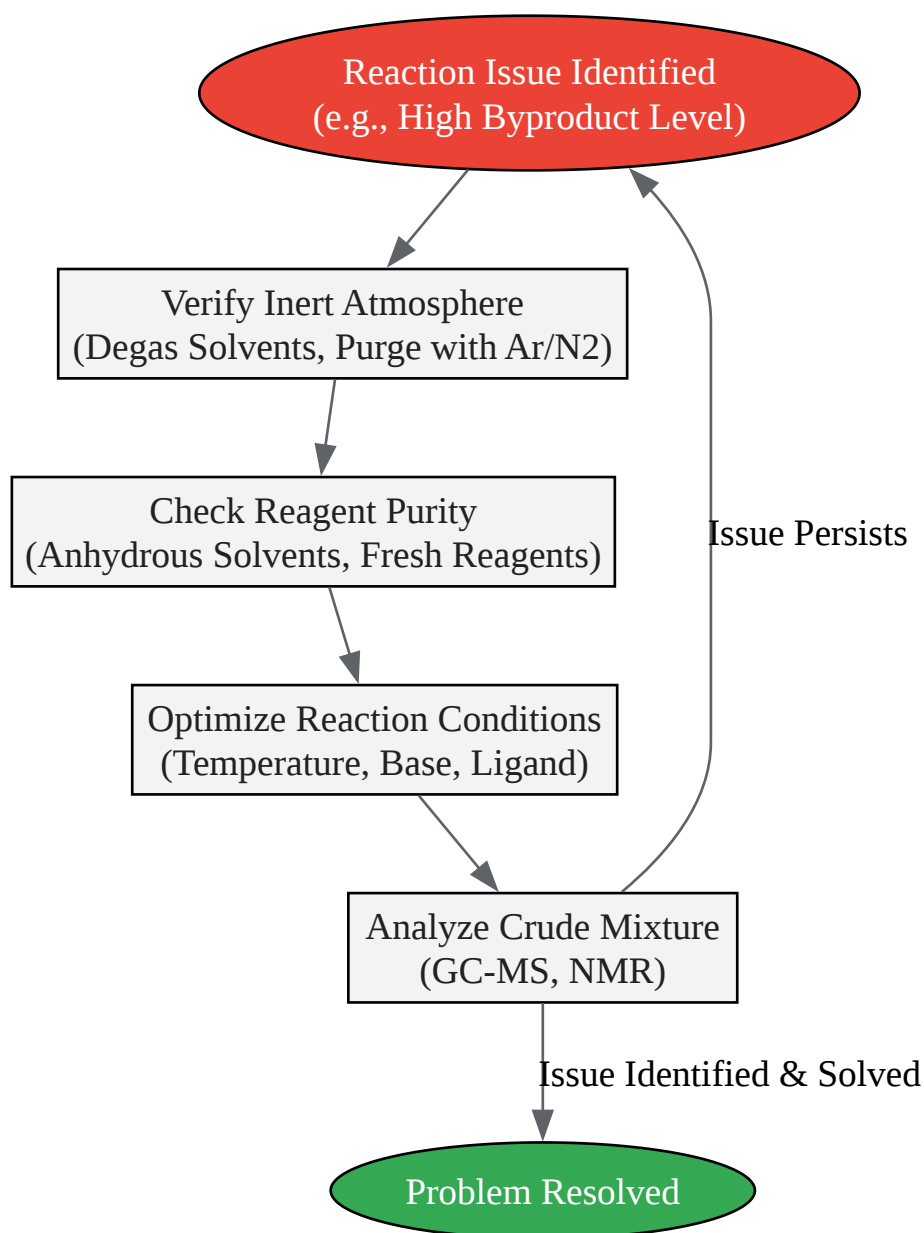 Reaction Issue Identified
(e.g., High Byproduct Level)
Verify Inert Atmosphere
(Degas Solvents, Purge with Ar/N2)
Check Reagent Purity
(Anhydrous Solvents, Fresh Reagents)
Issue Persists
Optimize Reaction Conditions
(Temperature, Base, Ligand)
Analyze Crude Mixture
(GC-MS, NMR)
Issue Identified & Solved
Problem Resolved